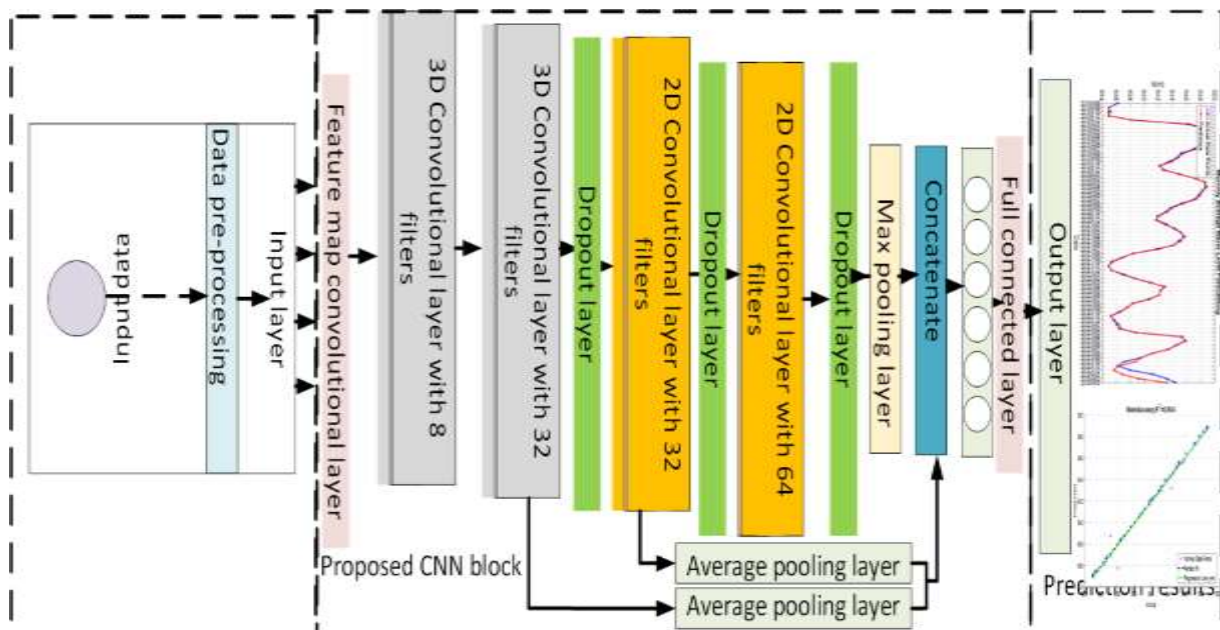 Input data
Data pre-processing
Input layer
Feature map convolutional layer
3D Convolutional layer with 8
filters
3D Convolutional layer with 32
filters
Dropout layer
2D Convolutional layer with 32
filters
Dropout layer
2D Convolutional layer with 64
filters
Dropout layer
Max pooling layer
Concatenate
Full connected layer
Output layer
Proposed CNN block
Average pooling layer
Average pooling layer
Prediction results